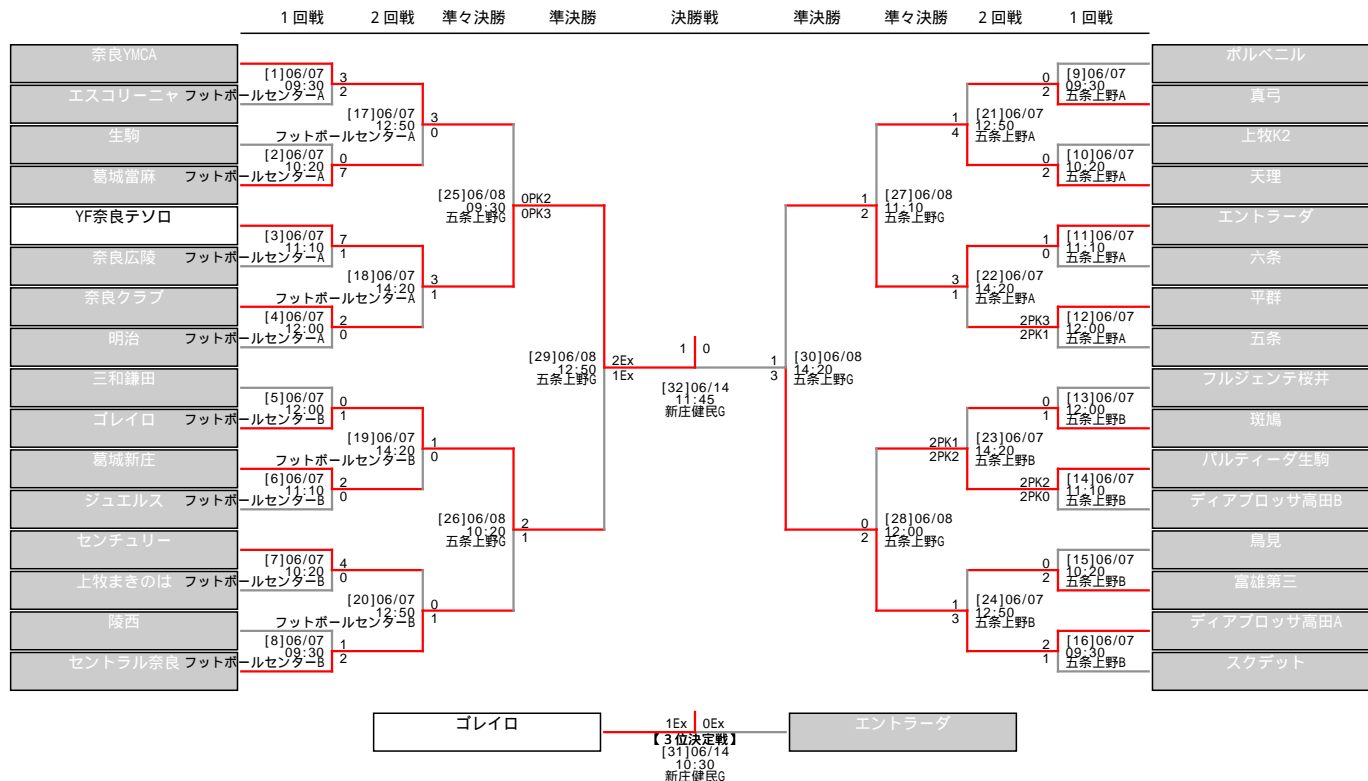 1回戦 2回戦 準々決勝 準決勝 決勝戦 準決勝 準々決勝 2回戦 1回戦
奈良YMCA
エスコリーニャ
[1]06/07
09:30
フットボールセンターA
3
2
生駒
葛城當麻
[2]06/07
10:20
フットボールセンターA
0
7
[17]06/07
12:50
フットボールセンターA
3
0
YF奈良テソロ
奈良広陵
[3]06/07
11:10
フットボールセンターA
7
1
奈良クラブ
明治
[4]06/07
12:00
フットボールセンターA
2
0
[18]06/07
14:20
フットボールセンターA
3
1
[25]06/08
09:30
五条上野G
0PK2
0PK3
三和鎌田
ゴレイロ
[5]06/07
12:00
フットボールセンターB
0
1
葛城新庄
ジュエルス
[6]06/07
11:10
フットボールセンターB
2
0
[19]06/07
14:20
フットボールセンターB
1
0
センチュリー
上牧まきのは
[7]06/07
10:20
フットボールセンターB
4
0
陵西
セントラル奈良
[8]06/07
09:30
フットボールセンターB
1
2
[20]06/07
12:50
フットボールセンターB
0
1
[26]06/08
10:20
五条上野G
2
1
[29]06/08
12:50
五条上野G
2Ex
1Ex
1 0
[32]06/14
11:45
新庄健民G
ボルベニル
真弓
[9]06/07
09:30
五条上野A
0
2
上牧K2
天理
[10]06/07
10:20
五条上野A
0
2
[21]06/07
12:50
五条上野A
1
4
エントラーダ
六条
[11]06/07
11:10
五条上野A
1
0
平群
五条
[12]06/07
12:00
五条上野A
2PK3
2PK1
[22]06/07
14:20
五条上野A
3
1
[27]06/08
11:10
五条上野G
1
2
フルジェンテ桜井
斑鳩
[13]06/07
12:00
五条上野B
0
1
バルティーダ生駒
ディアブロッサ高田B
[14]06/07
11:10
五条上野B
2PK2
2PK0
[23]06/07
14:20
五条上野B
2PK1
2PK2
鳥見
富雄第三
[15]06/07
10:20
五条上野B
0
2
ディアブロッサ高田A
スクデット
[16]06/07
09:30
五条上野B
2
1
[24]06/07
12:50
五条上野B
1
3
[28]06/08
12:00
五条上野G
0
2
[30]06/08
14:20
五条上野G
1
3
ゴレイロ
1Ex 0Ex
エントラーダ
【3位決定戦】
[31]06/14
10:30
新庄健民G